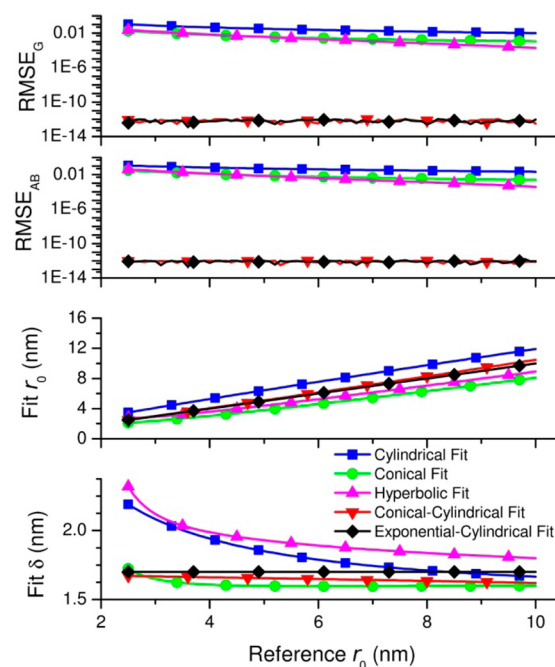 0.01
1E-6
1E-10
1E-14
RMSE_G
0.01
1E-6
1E-10
1E-14
RMSE_AB
16
12
8
4
0
Fit r₀ (nm)
Cylindrical Fit
Conical Fit
Hyperbolic Fit
Conical-Cylindrical Fit
Exponential-Cylindrical Fit
2.0
1.5
Fit δ (nm)
2 4 6 8 10
Reference r₀ (nm)